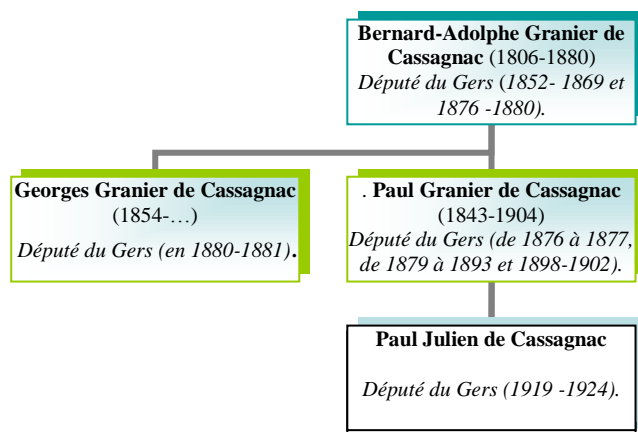 Bernard-Adolphe Granier de
Cassagnac (1806-1880)
Député du Gers (1852- 1869 et
1876 -1880).
Georges Granier de Cassagnac
(1854-…)
Député du Gers (en 1880-1881).
. Paul Granier de Cassagnac
(1843-1904)
Député du Gers (de 1876 à 1877,
de 1879 à 1893 et 1898-1902).
Paul Julien de Cassagnac
Député du Gers (1919 -1924).